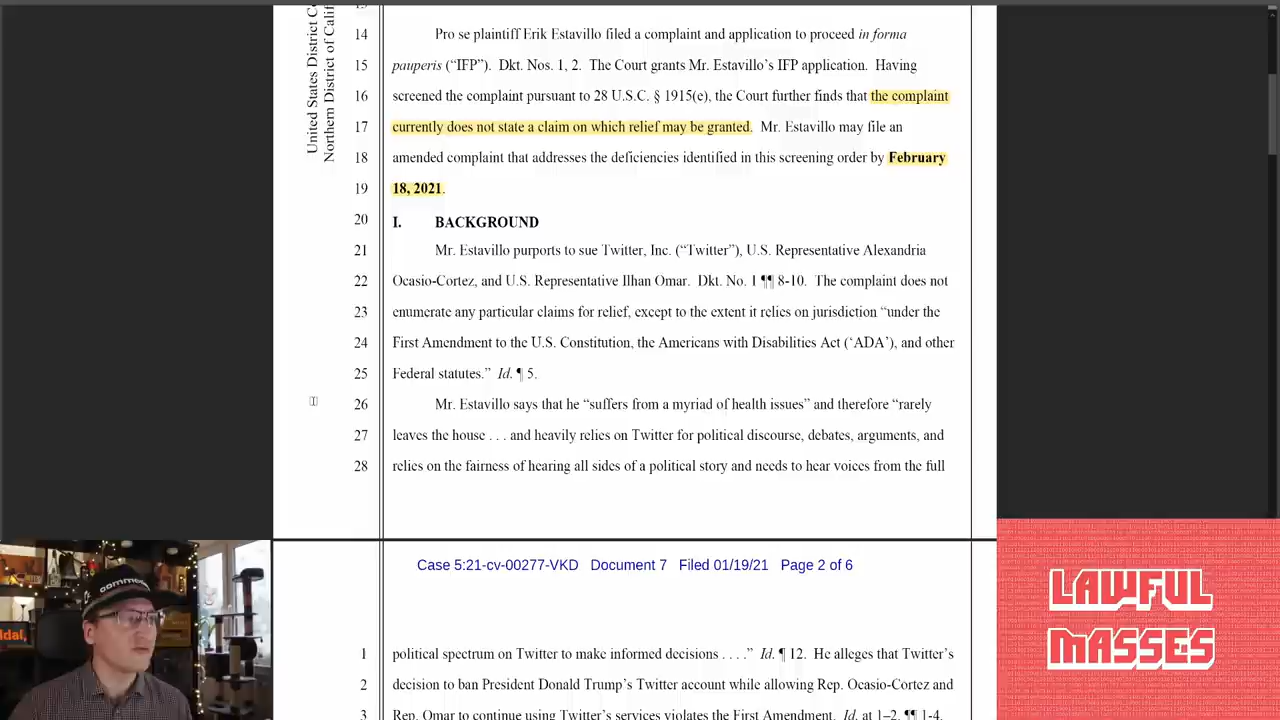 United States District C
Northern District of Calif
14 Pro se plaintiff Erik Estavillo filed a complaint and application to proceed in forma
15 pauperis (“IFP”). Dkt. Nos. 1, 2. The Court grants Mr. Estavillo’s IFP application. Having
16 screened the complaint pursuant to 28 U.S.C. § 1915(e), the Court further finds that the complaint
17 currently does not state a claim on which relief may be granted. Mr. Estavillo may file an
18 amended complaint that addresses the deficiencies identified in this screening order by February
19 18, 2021.
20 I. BACKGROUND
21 Mr. Estavillo purports to sue Twitter, Inc. (“Twitter”), U.S. Representative Alexandria
22 Ocasio-Cortez, and U.S. Representative Ilhan Omar. Dkt. No. 1 ¶¶ 8-10. The complaint does not
23 enumerate any particular claims for relief, except to the extent it relies on jurisdiction “under the
24 First Amendment to the U.S. Constitution, the Americans with Disabilities Act (‘ADA’), and other
25 Federal statutes.” Id. ¶ 5.
26 Mr. Estavillo says that he “suffers from a myriad of health issues” and therefore “rarely
27 leaves the house . . . and heavily relies on Twitter for political discourse, debates, arguments, and
28 relies on the fairness of hearing all sides of a political story and needs to hear voices from the full
Case 5:21-cv-00277-VKD Document 7 Filed 01/19/21 Page 2 of 6
1 political spectrum on Twitter to make informed decisions . . . .” Id. ¶ 12. He alleges that Twitter’s
2 decision to ban President Donald Trump’s Twitter account while allowing Rep. Ocasio-Cortez and
3 Rep. Omar to continue using Twitter’s services violates the First Amendment. Id. at 1–2, ¶¶ 1-4.
LAWFUL
MASSES